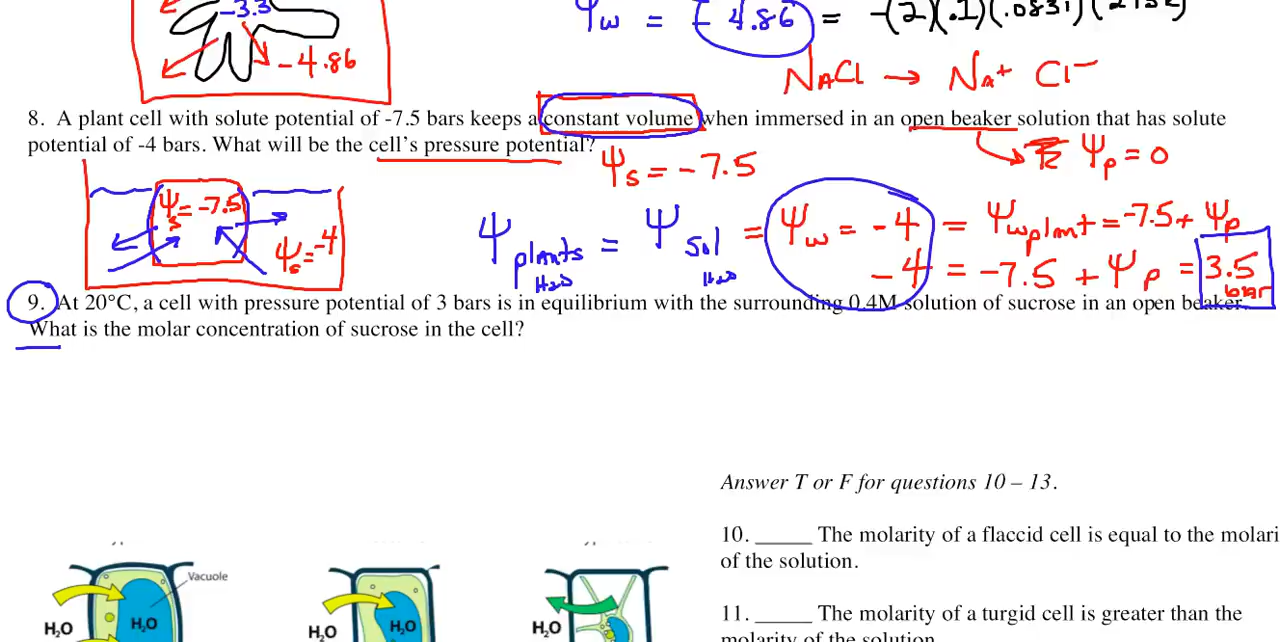 -3.3
Ψw = -4.86 = -(2)(.1)(.0831)
-4.86
NaCl → Na+ Cl-
8. A plant cell with solute potential of -7.5 bars keeps a constant volume when immersed in an open beaker solution that has solute
potential of -4 bars. What will be the cell's pressure potential?
Ψs = -7.5
Ψp = 0
Ψs = -7.5
Ψs = -4
Ψplants H2O = Ψsol H2O = Ψw = -4 = Ψwplant = -7.5 + Ψp
-4 = -7.5 + Ψp = 3.5 bar
9. At 20°C, a cell with pressure potential of 3 bars is in equilibrium with the surrounding 0.4M solution of sucrose in an open beaker.
What is the molar concentration of sucrose in the cell?
Answer T or F for questions 10 – 13.
10. _____ The molarity of a flaccid cell is equal to the molari
of the solution.
Vacuole
H2O
H2O
H2O
H2O
H2O
11. _____ The molarity of a turgid cell is greater than the
molarity of the solution